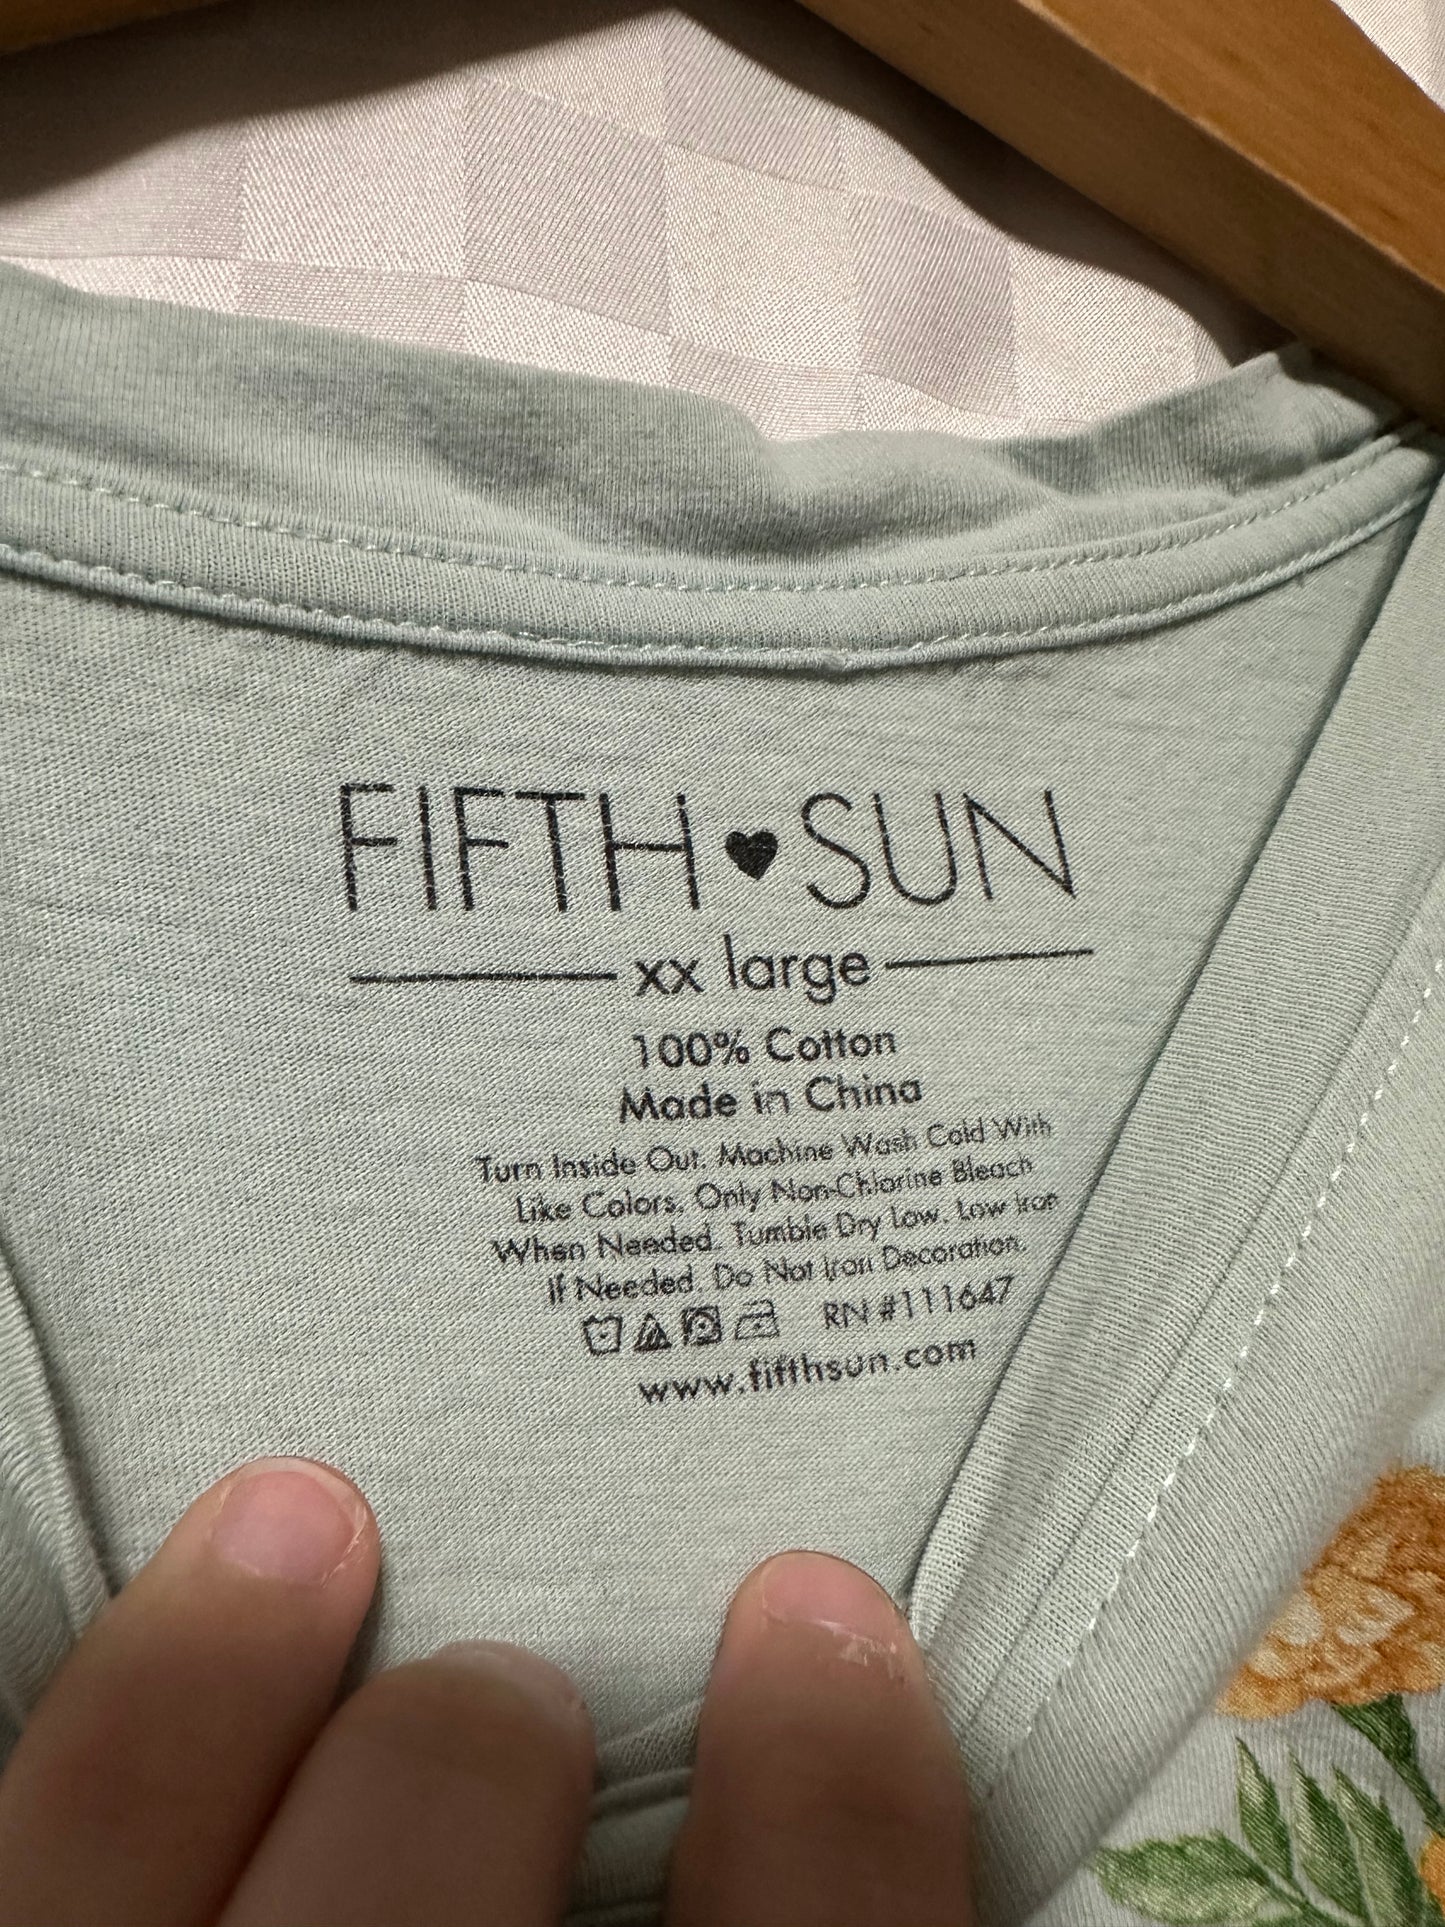 FIFTH♥SUN
xx large
100% Cotton
Made in China
Turn Inside Out. Machine Wash Cold With
Like Colors. Only Non-Chlorine Bleach
When Needed. Tumble Dry Low. Low Iron
If Needed. Do Not Iron Decoration.
RN #111647
www.fifthsun.com